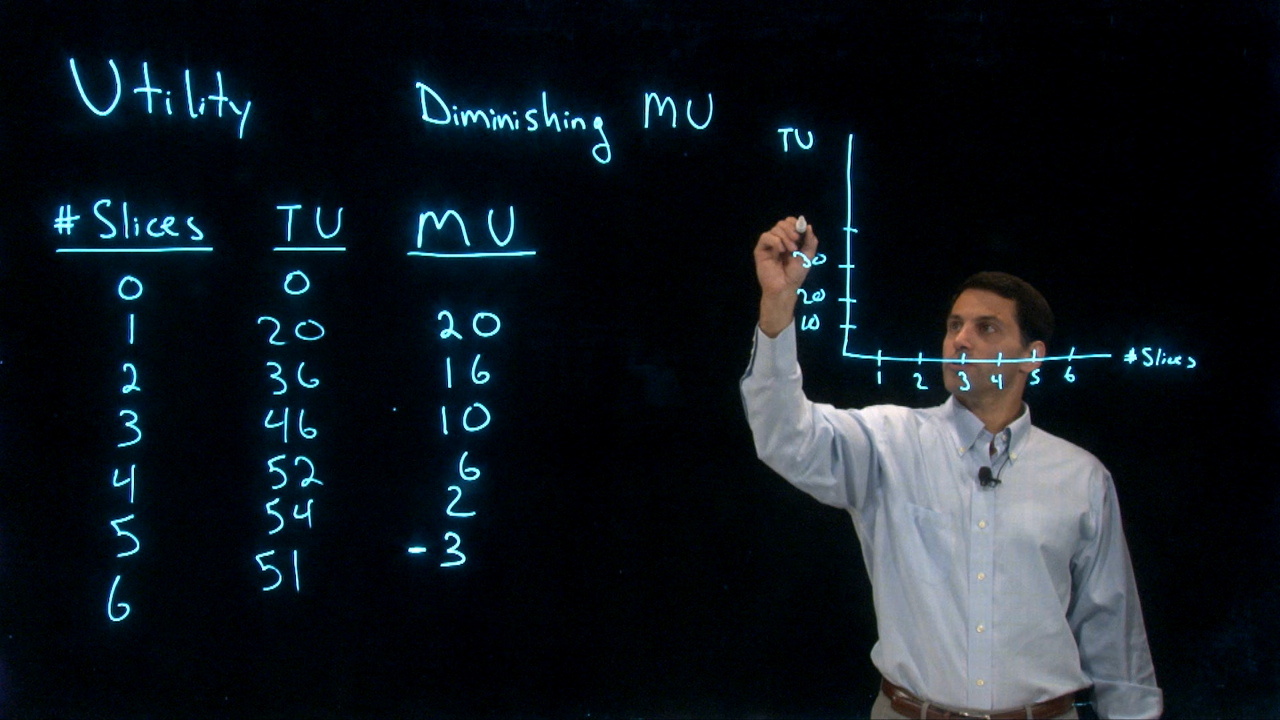 Utility
Diminishing MU
# Slices TU MU
0 0
1 20 20
2 36 16
3 46 10
4 52 6
5 54 2
6 51 -3
TU
30
20
10
1 2 3 4 5 6
# Slices